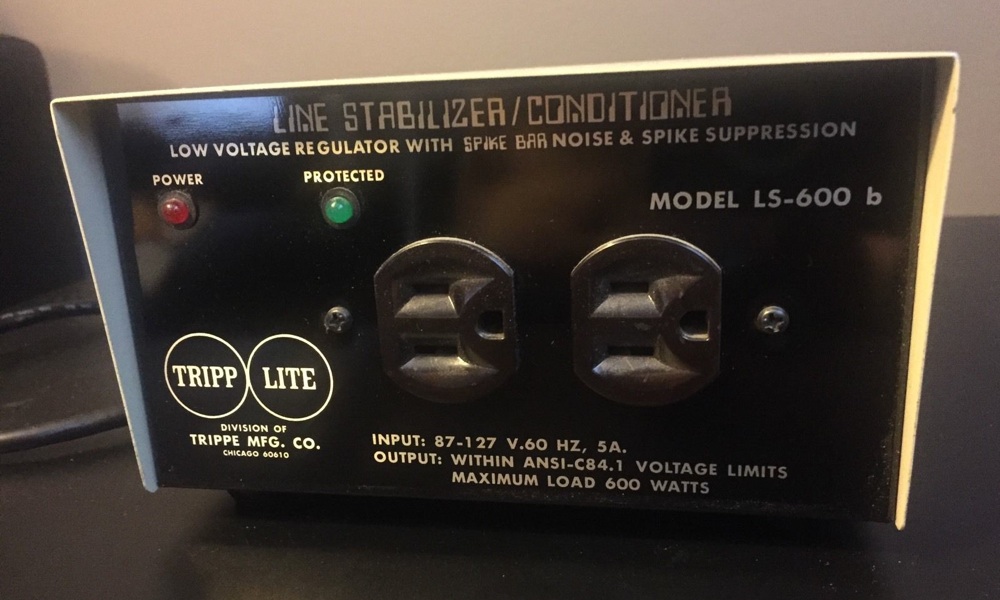 LINE STABILIZER/CONDITIONER
LOW VOLTAGE REGULATOR WITH SPIKE BAR NOISE & SPIKE SUPPRESSION
POWER
PROTECTED
MODEL LS-600 b
TRIPP LITE
DIVISION OF
TRIPPE MFG. CO.
CHICAGO 60610
INPUT: 87-127 V.60 HZ, 5A.
OUTPUT: WITHIN ANSI-C84.1 VOLTAGE LIMITS
MAXIMUM LOAD 600 WATTS